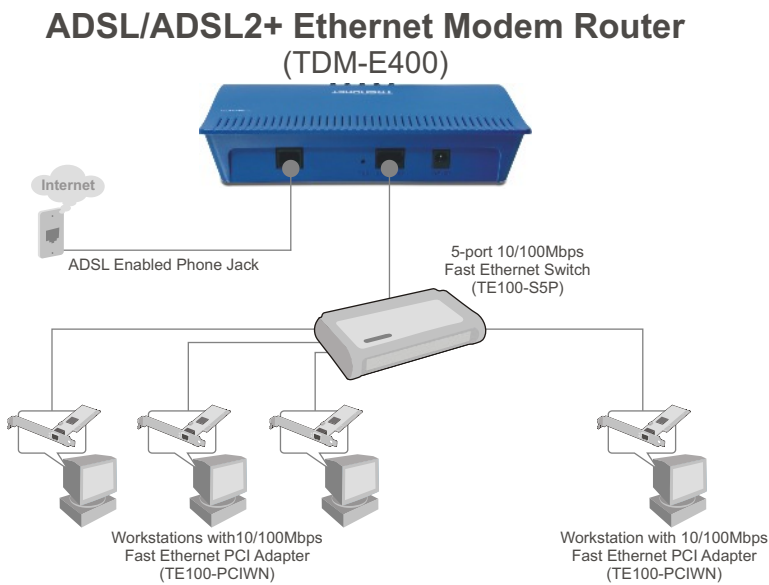 ADSL/ADSL2+ Ethernet Modem Router
(TDM-E400)
TRENDnet
Internet
ADSL Enabled Phone Jack
5-port 10/100Mbps
Fast Ethernet Switch
(TE100-S5P)
Workstations with10/100Mbps
Fast Ethernet PCI Adapter
(TE100-PCIWN)
Workstation with 10/100Mbps
Fast Ethernet PCI Adapter
(TE100-PCIWN)